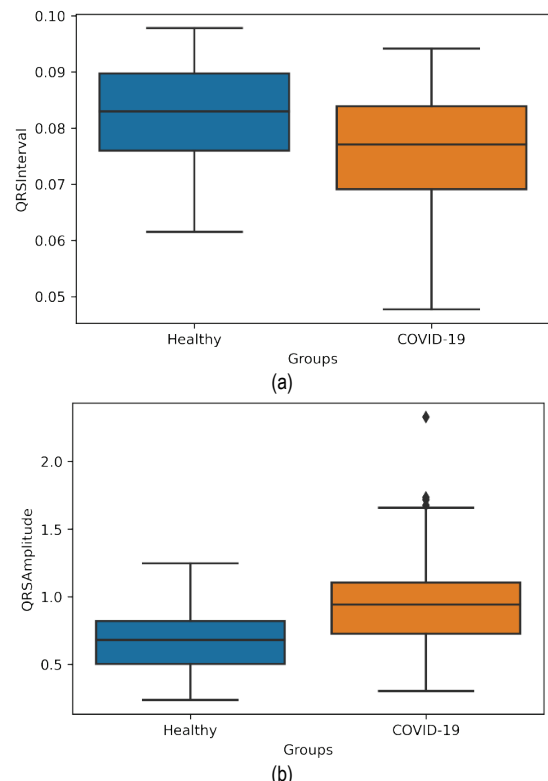 0.10
0.09
0.08
0.07
0.06
0.05
QRSInterval
Healthy COVID-19
Groups
(a)
2.0
1.5
1.0
0.5
QRSAmplitude
Healthy COVID-19
Groups
(b)